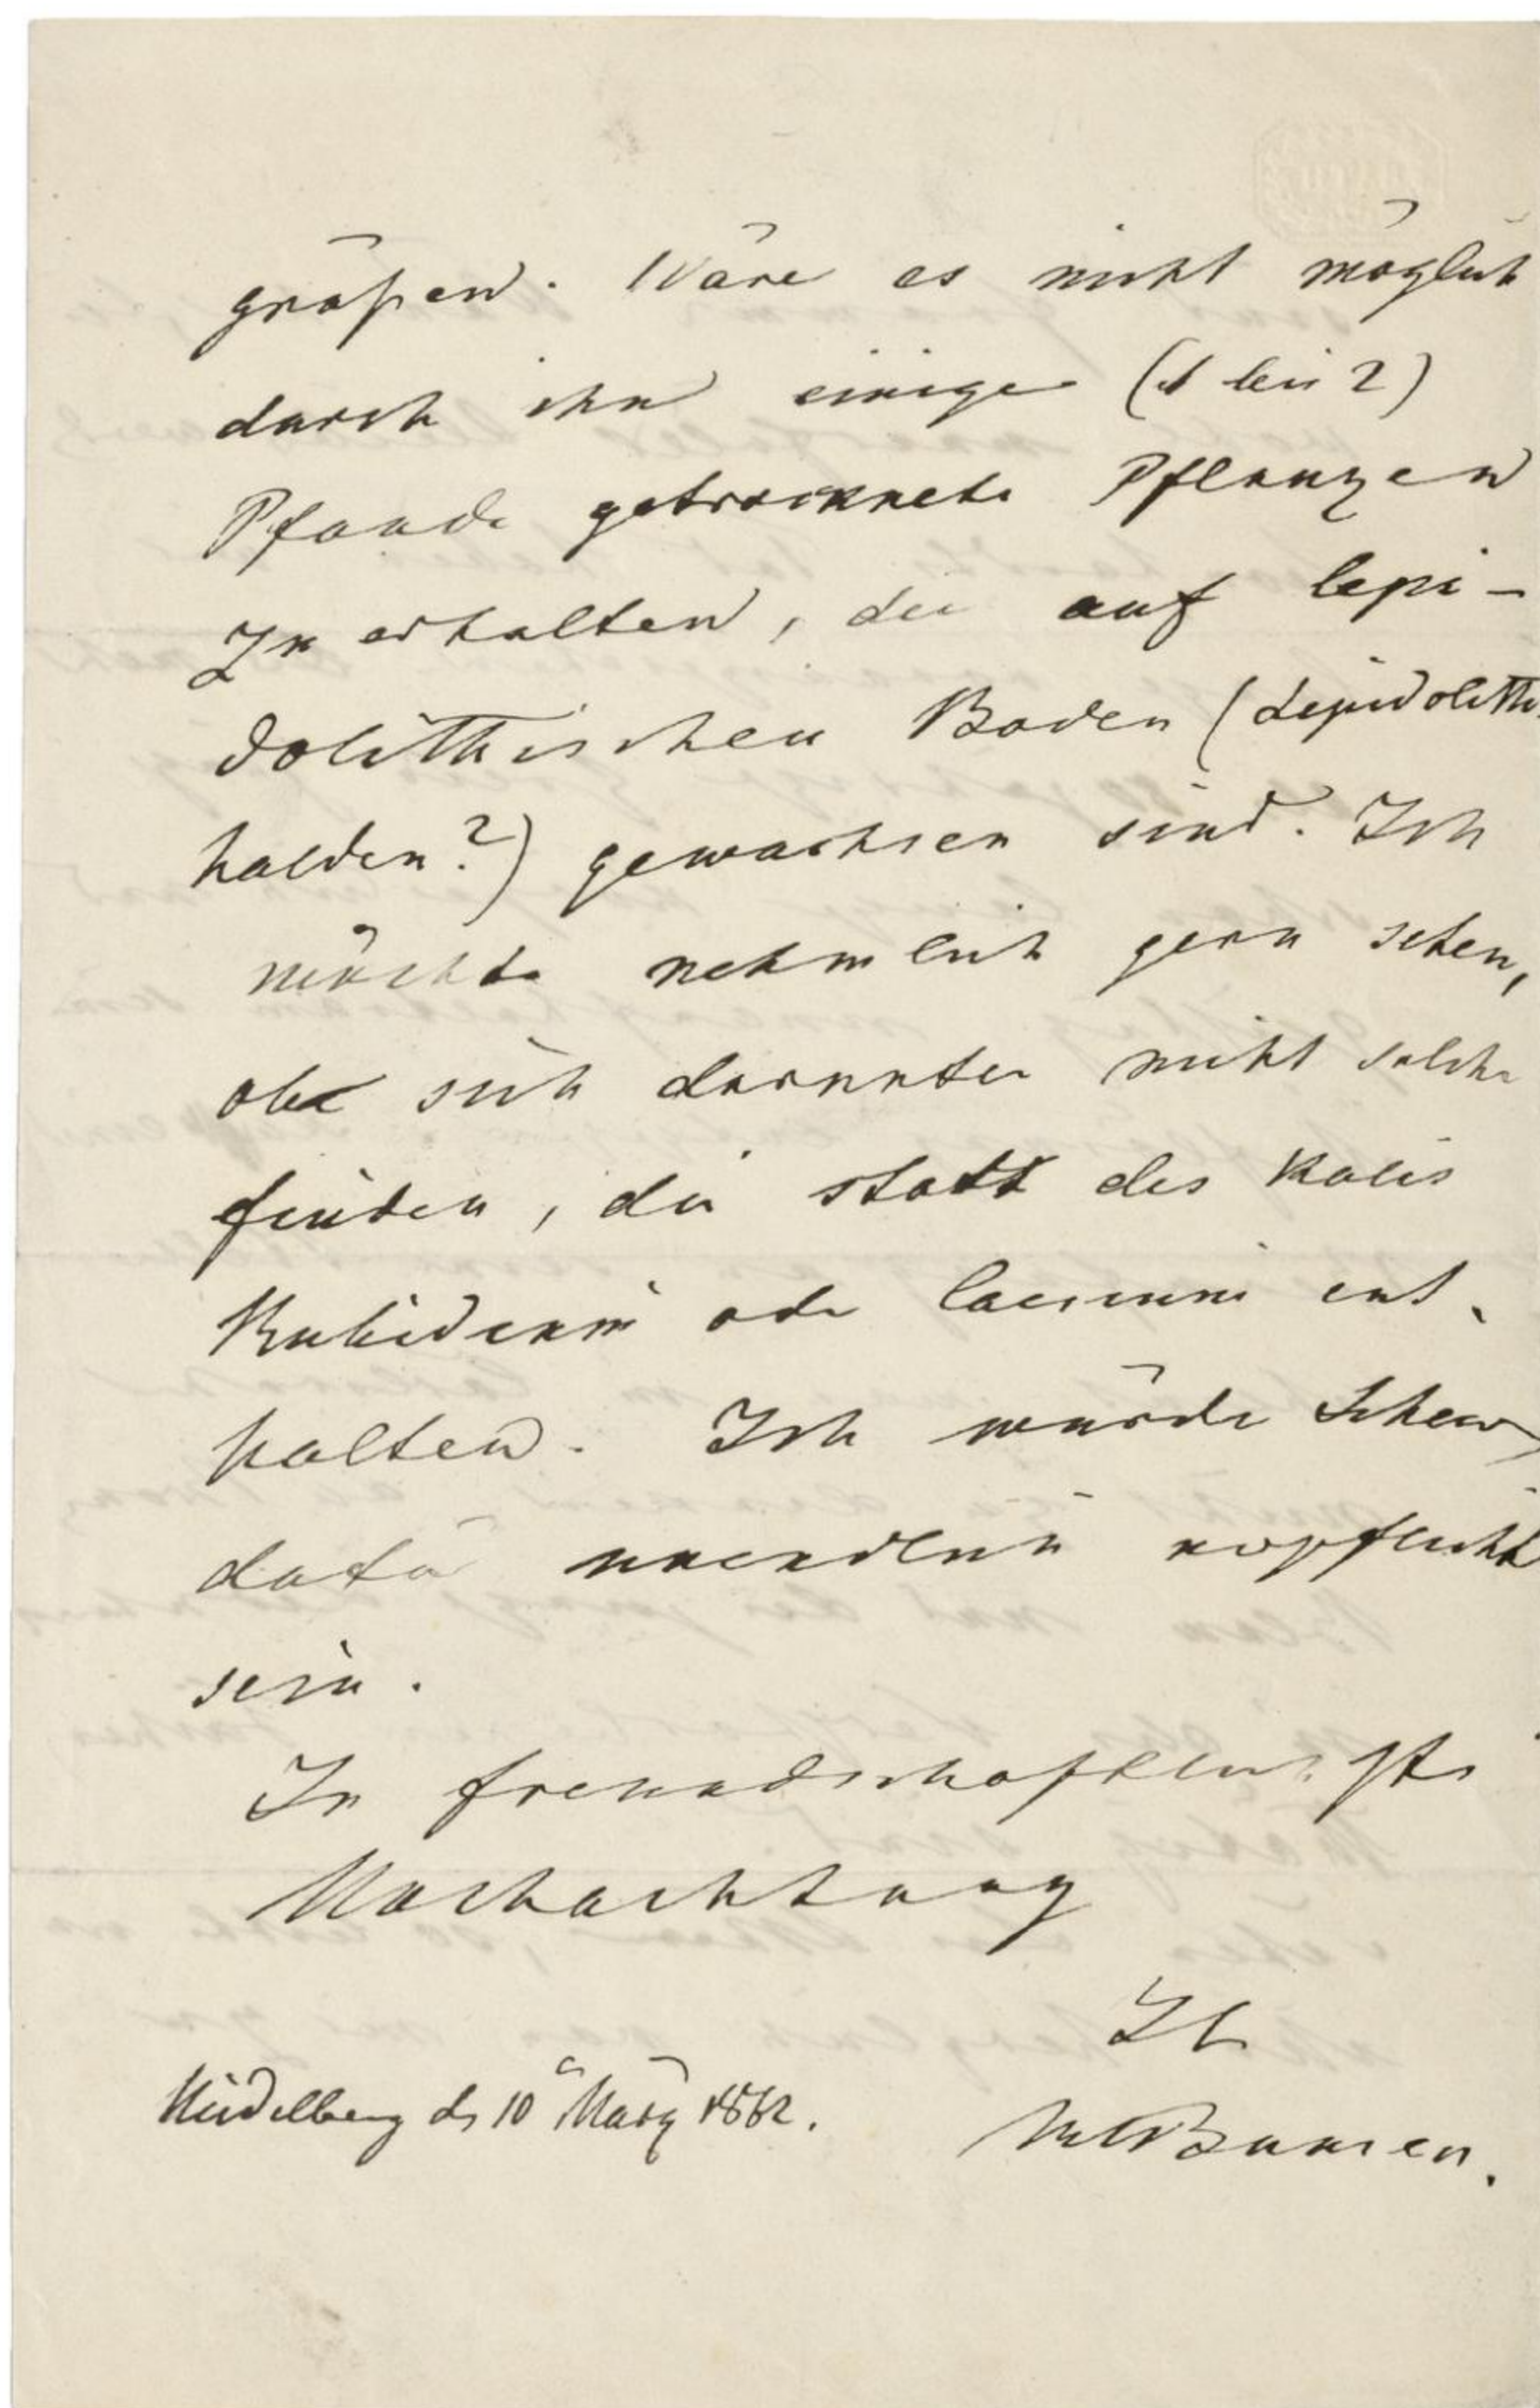 größen. Wäre es nicht möglich
durch ihn einige (1 bis 2)
Pfunde getrocknete Pflanzen
zu erhalten, die auf lepi-
dolithischen Boden (Lepidolith
halden?) gewachsen sind. Ich
möchte nehmlich gern sehen,
ob sich darunter nicht solche
finden, die statt des Kalis
Rubidium oder Caesium ent-
halten. Ich würde Ihnen
dafür unendlich verpflichtet
sein.
In freundschaftlichster
Hochachtung
Ihr
Heidelberg d. 10 März 1862.
RWBunsen.